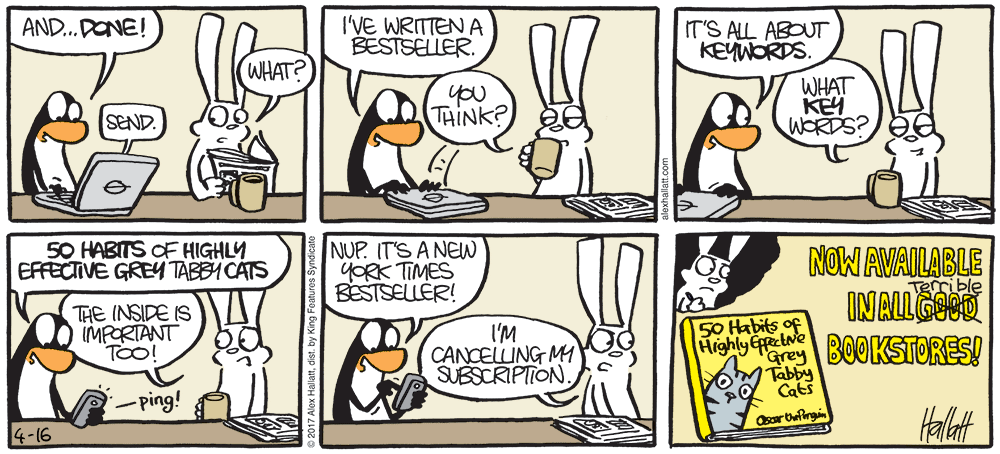 AND...DONE!
SEND.
WHAT?
I'VE WRITTEN A
BESTSELLER.
YOU
THINK?
alexhallatt.com
IT'S ALL ABOUT
KEYWORDS.
WHAT
KEY
WORDS?
50 HABITS OF HIGHLY
EFFECTIVE GREY TABBY CATS
THE INSIDE IS
IMPORTANT
TOO!
ping!
4-16
© 2017 Alex Hallatt, dist. by King Features Syndicate
NUP. IT'S A NEW
YORK TIMES
BESTSELLER!
I'M
CANCELLING MY
SUBSCRIPTION.
NOW AVAILABLE
Terrible
IN ALL GOOD
BOOKSTORES!
50 Habits of
Highly Effective
Grey
Tabby
Cats
Oscar the Penguin
Hallatt